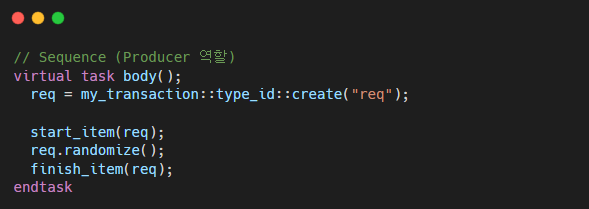 // Sequence (Producer 역할)
virtual task body();
  req = my_transaction::type_id::create("req");

  start_item(req);
  req.randomize();
  finish_item(req);
endtask